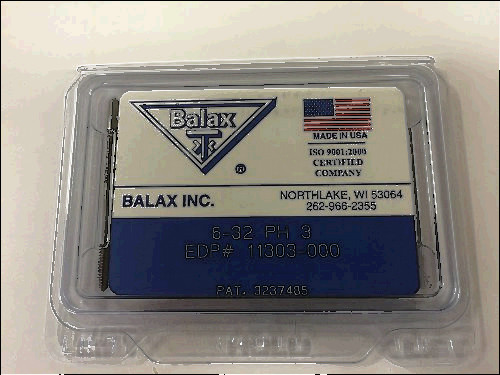 Balax
®
MADE IN USA
ISO 9001:2000
CERTIFIED
COMPANY
BALAX INC.
NORTHLAKE, WI 53064
262-966-2355
6-32 PH 3
EDP# 11303-000
PAT. 3237485